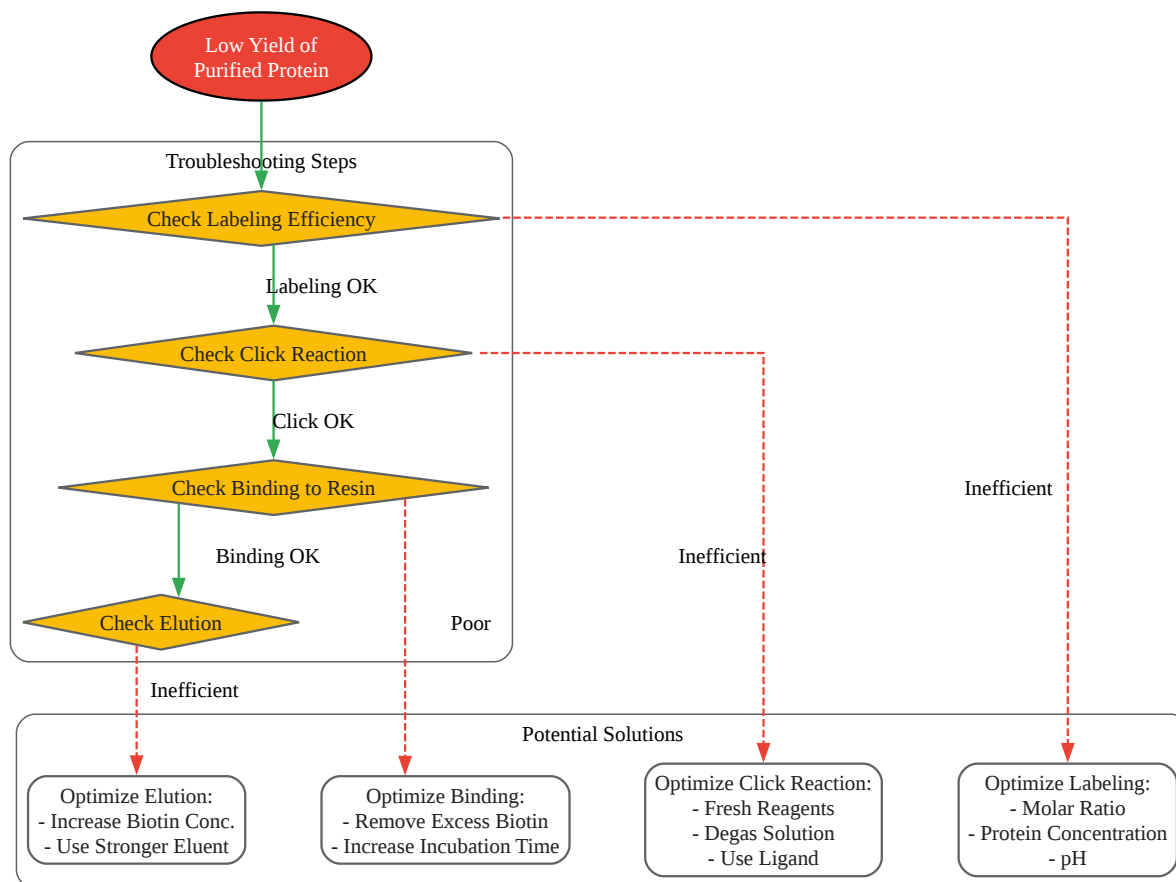 Low Yield of
Purified Protein
Troubleshooting Steps
Check Labeling Efficiency
Labeling OK
Check Click Reaction
Click OK
Check Binding to Resin
Inefficient
Binding OK
Inefficient
Check Elution
Poor
Inefficient
Potential Solutions
Optimize Elution:
- Increase Biotin Conc.
- Use Stronger Eluent
Optimize Binding:
- Remove Excess Biotin
- Increase Incubation Time
Optimize Click Reaction:
- Fresh Reagents
- Degas Solution
- Use Ligand
Optimize Labeling:
- Molar Ratio
- Protein Concentration
- pH